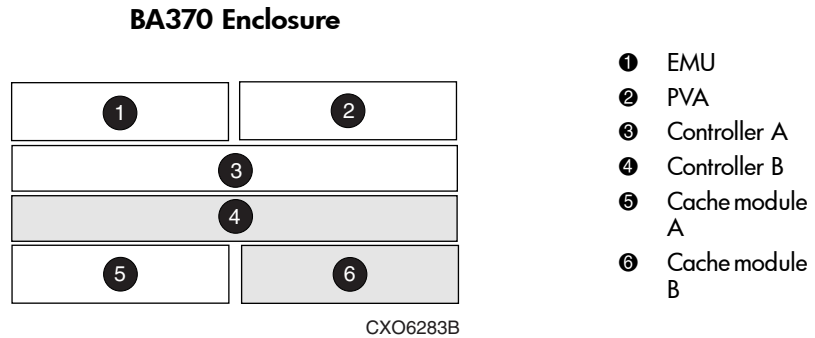 BA370 Enclosure
1
2
3
4
5
6
CXO6283B
❶ EMU
❷ PVA
❸ Controller A
❹ Controller B
❺ Cache module
A
❻ Cache module
B